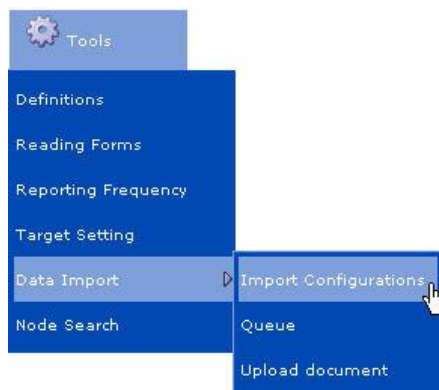 Tools
Definitions
Reading Forms
Reporting Frequency
Target Setting
Data Import
Import Configurations
Node Search
Queue
Upload document